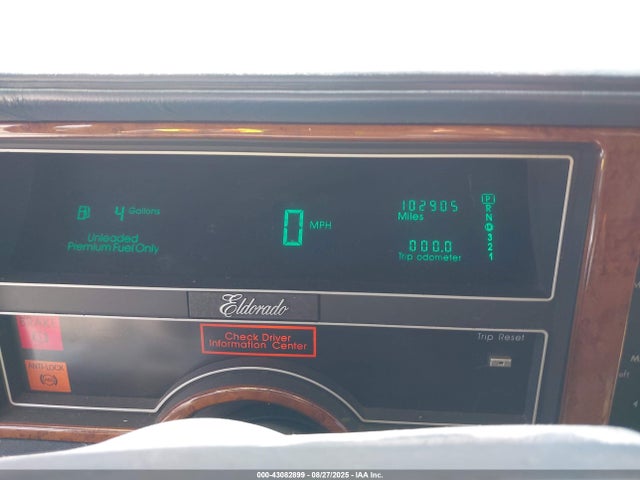 4 Gallons
Unleaded
Premium Fuel Only
0 MPH
102905
Miles
000.0
Trip odometer
P
R
N
D
3
2
1
Eldorado
BRAKE
ANTI-LOCK
Check Driver
Information Center
Trip Reset
000-43082899 | 08/27/2025 | IAA Inc.